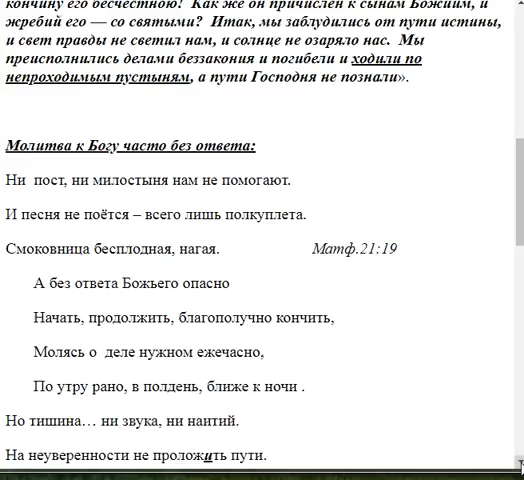 кончину его бесчестною!  Как же он причислен к сынам Божиим, и
жребий его — со святыми?  Итак, мы заблудились от пути истины,
и свет правды не светил нам, и солнце не озаряло нас.  Мы
преисполнились делами беззакония и погибели и ходили по
непроходимым пустыням, а пути Господня не познали».
Молитва к Богу часто без ответа:
Ни  пост, ни милостыня нам не помогают.
И песня не поётся – всего лишь полкуплета.
Смоковница бесплодная, нагая. Матф.21:19
А без ответа Божьего опасно
Начать, продолжить, благополучно кончить,
Молясь о  деле нужном ежечасно,
По утру рано, в полдень, ближе к ночи .
Но тишина… ни звука, ни наитий.
На неуверенности не проложить пути.